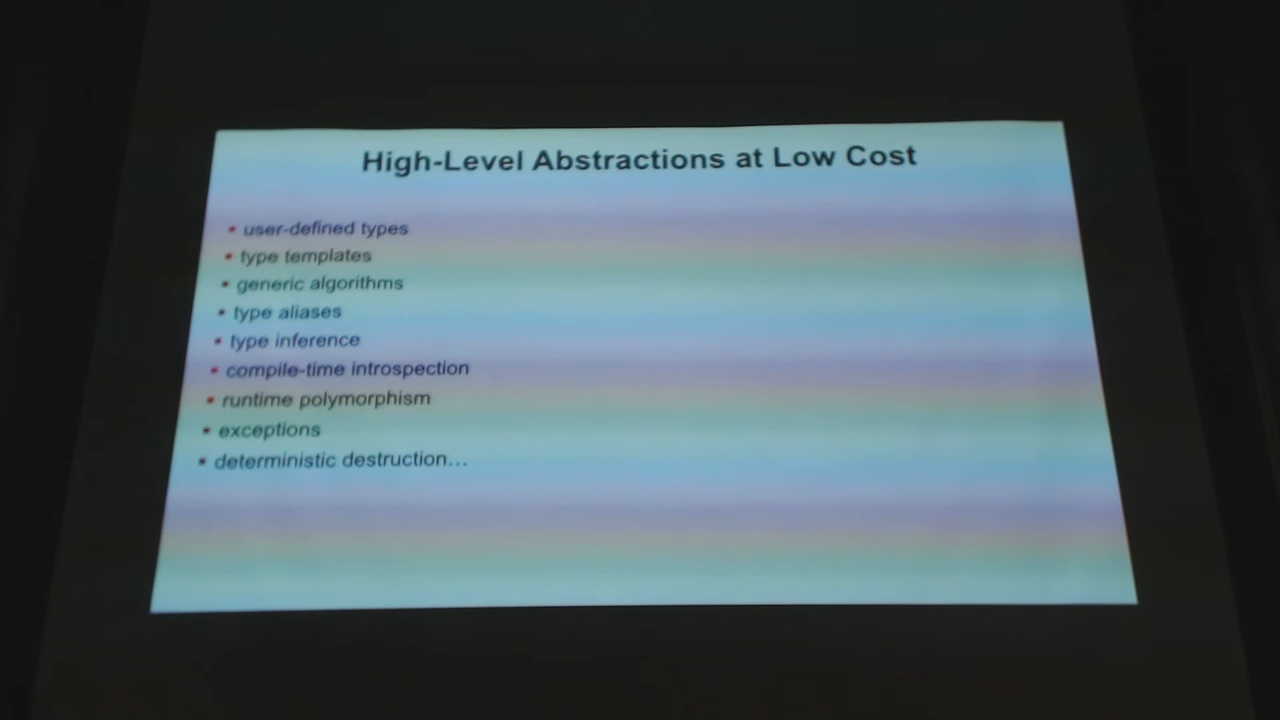 High-Level Abstractions at Low Cost
• user-defined types
• type templates
• generic algorithms
• type aliases
• type inference
• compile-time introspection
• runtime polymorphism
• exceptions
• deterministic destruction…